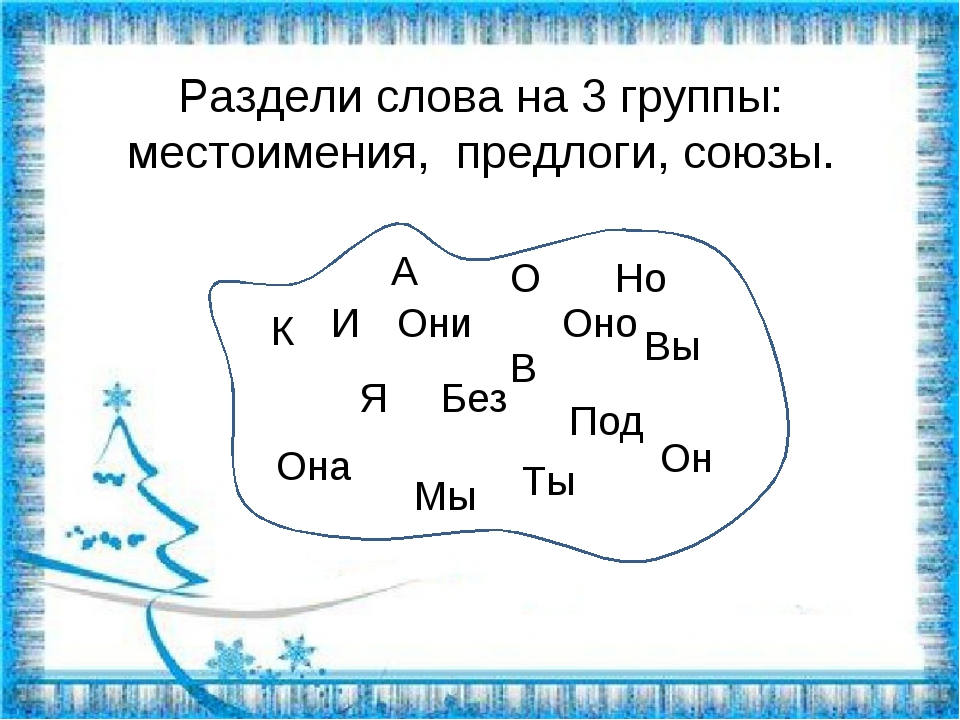 Раздели слова на 3 группы:
местоимения, предлоги, союзы.
А
О
Но
К
И
Они
Оно
Вы
В
Я
Без
Под
Она
Он
Мы
Ты